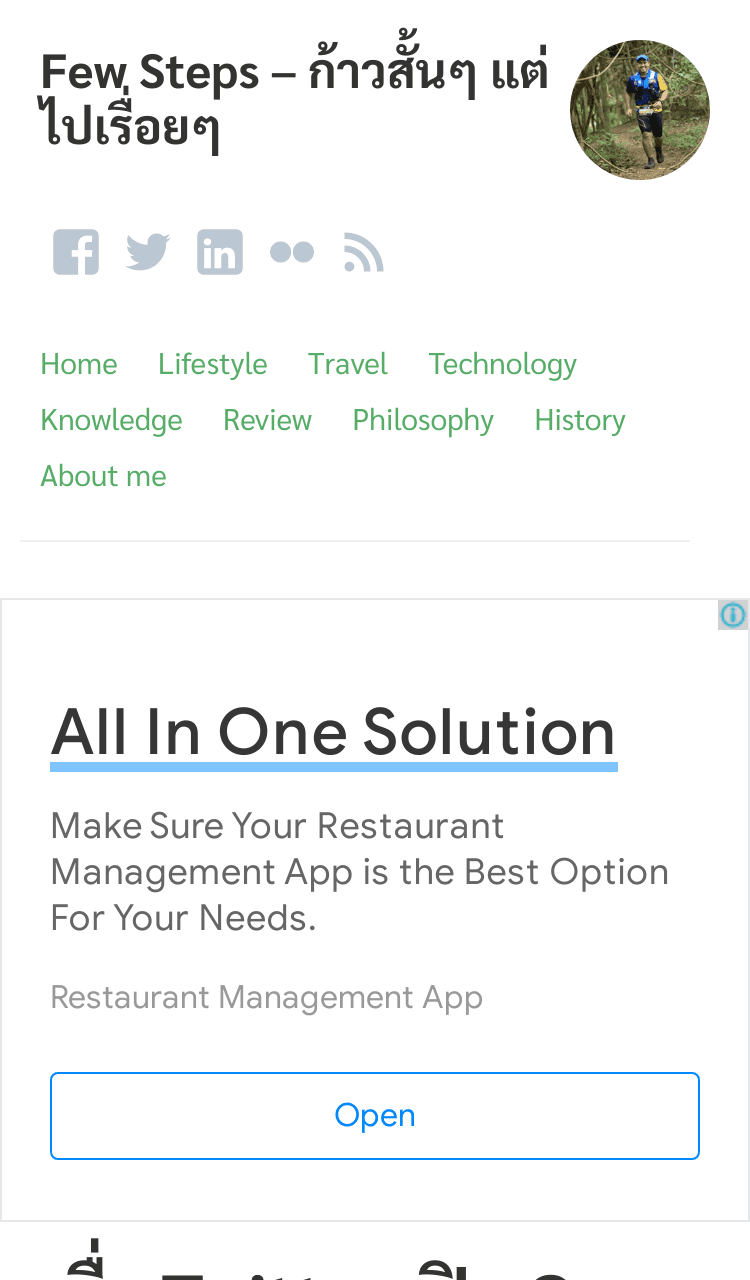 Few Steps – ก้าวสั้นๆ แต่
ไปเรื่อยๆ
Home Lifestyle Travel Technology
Knowledge Review Philosophy History
About me
All In One Solution
Make Sure Your Restaurant
Management App is the Best Option
For Your Needs.
Restaurant Management App
Open